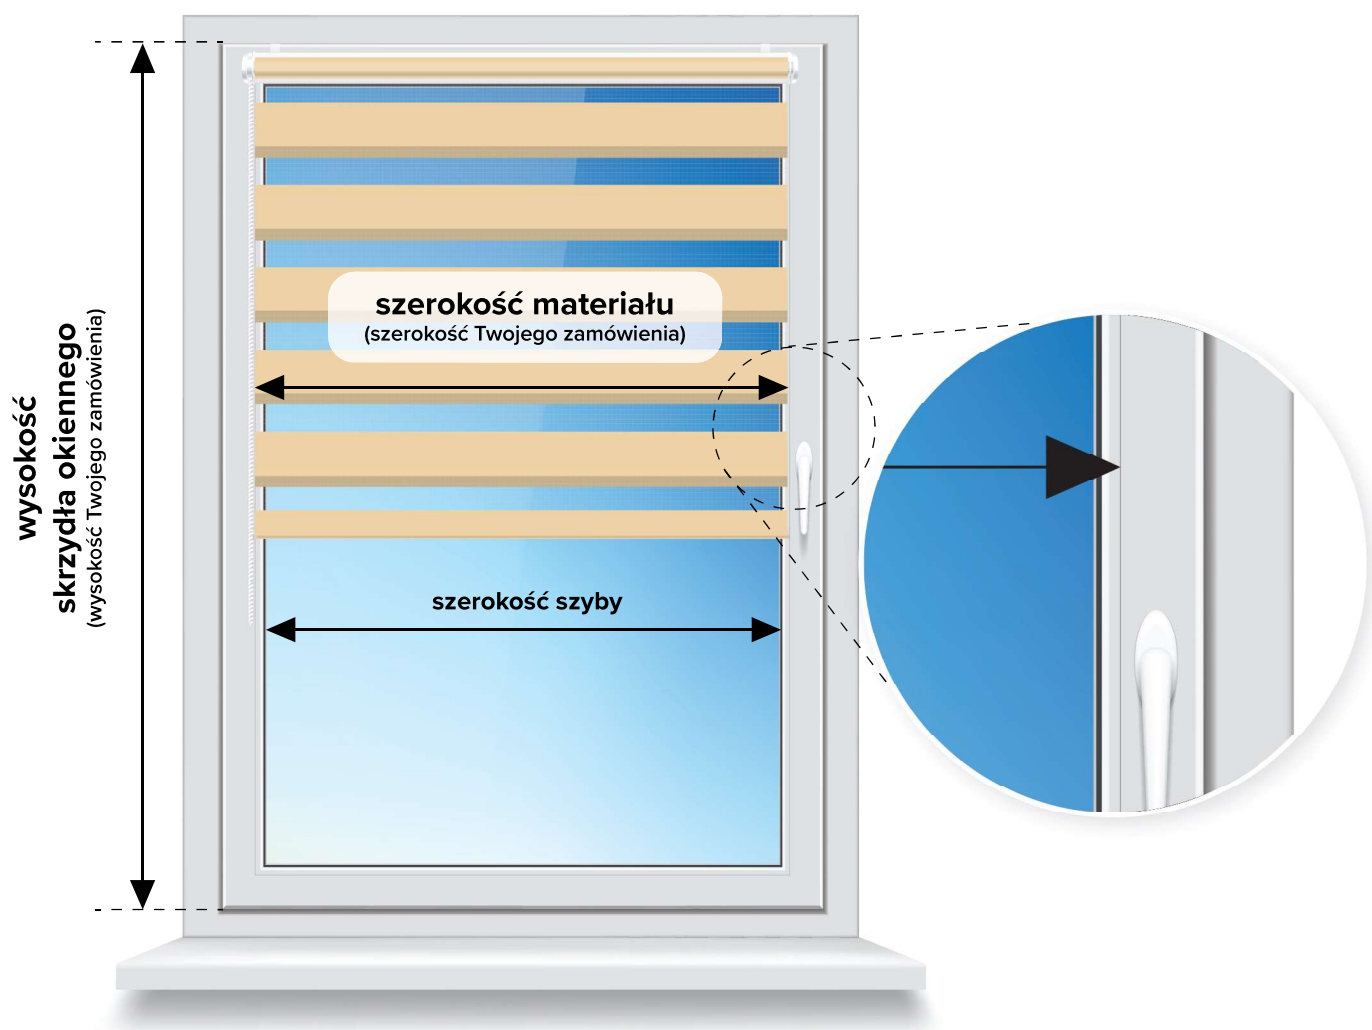 wysokość
skrzydła okiennego
(wysokość Twojego zamówienia)
szerokość materiału
(szerokość Twojego zamówienia)
szerokość szyby